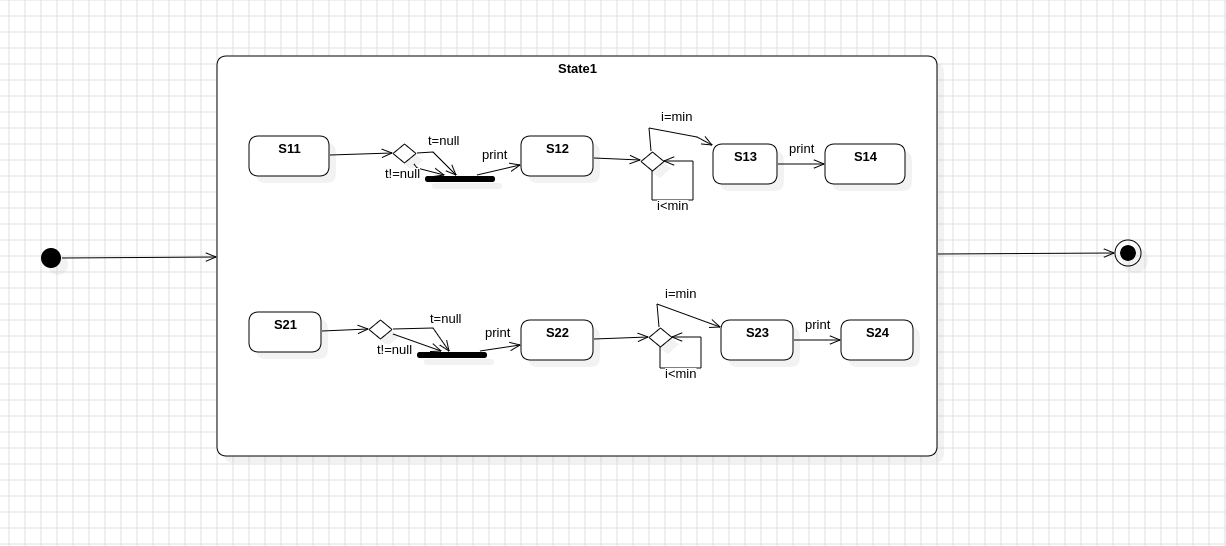 State1
i=min
t=null
S11
S12
print
print
S13
S14
t!=null
i<min
i=min
t=null
S21
print
S22
print
S23
S24
t!=null
i<min